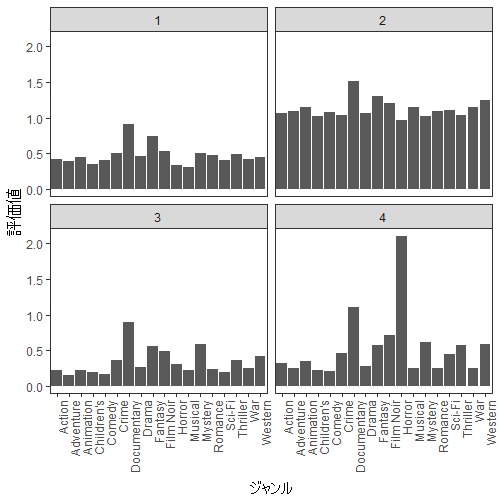 1
2
2.0
1.5
1.0
0.5
0.0
評価値
3
4
2.0
1.5
1.0
0.5
0.0
Action
Adventure
Animation
Children's
Comedy
Crime
Documentary
Drama
Fantasy
Film Noir
Horror
Musical
Mystery
Romance
Sci-Fi
Thriller
War
Western
Action
Adventure
Animation
Children's
Comedy
Crime
Documentary
Drama
Fantasy
Film Noir
Horror
Musical
Mystery
Romance
Sci-Fi
Thriller
War
Western
ジャンル